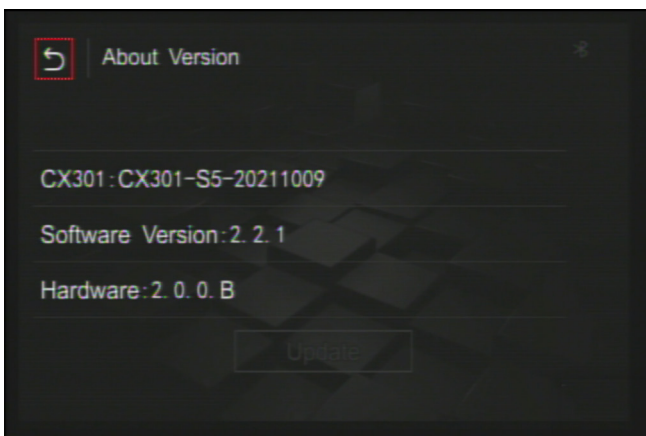 About Version
CX301:CX301-S5-20211009
Software Version:2.2.1
Hardware:2.0.0.B
Update